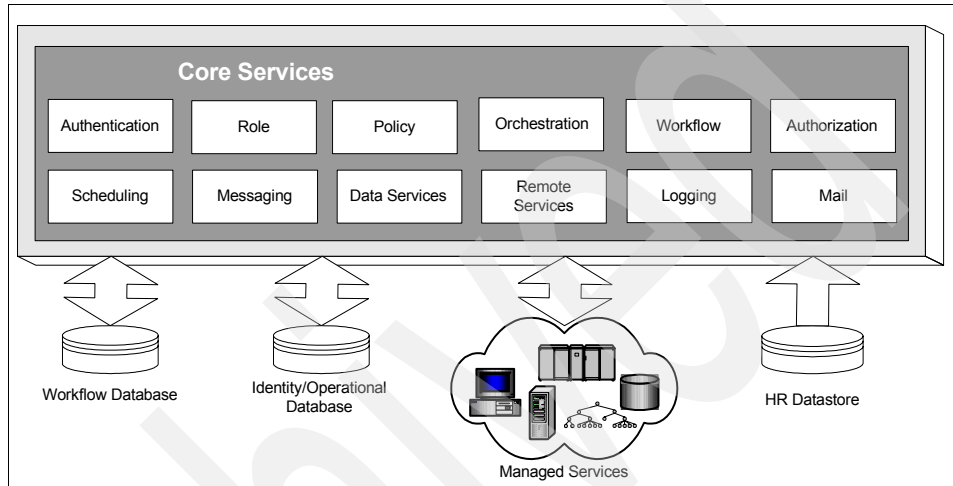 Core Services
Authentication
Role
Policy
Orchestration
Workflow
Authorization
Scheduling
Messaging
Data Services
Remote
Services
Logging
Mail
Workflow Database
Identity/Operational
Database
Managed Services
HR Datastore